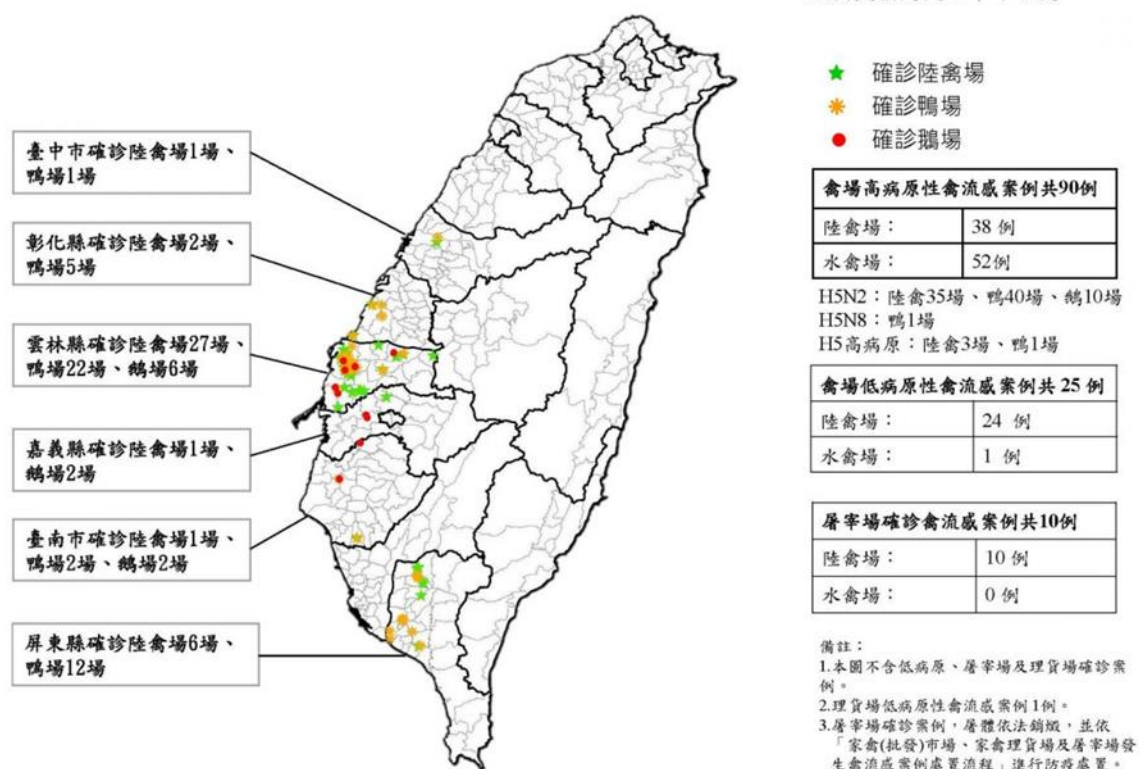 確診陸禽場
確診鴨場
確診鵝場
臺中市確診陸禽場1場、
鴨場1場
彰化縣確診陸禽場2場、
鴨場5場
雲林縣確診陸禽場27場、
鴨場22場、鵝場6場
嘉義縣確診陸禽場1場、
鵝場2場
臺南市確診陸禽場1場、
鴨場2場、鵝場2場
屏東縣確診陸禽場6場、
鴨場12場
禽場高病原性禽流感案例共90例
陸禽場： 38 例
水禽場： 52例
H5N2：陸禽35場、鴨40場、鵝10場
H5N8：鴨1場
H5高病原：陸禽3場、鴨1場
禽場低病原性禽流感案例共 25 例
陸禽場： 24 例
水禽場： 1 例
屠宰場確診禽流感案例共10例
陸禽場： 10 例
水禽場： 0 例
備註：
1.本圖不含低病原、屠宰場及理貨場確診案
例。
2.理貨場低病原性禽流感案例1例。
3.屠宰場確診案例，屠體依法銷燬，並依
「家禽(批發)市場、家禽理貨場及屠宰場發
生禽流感案例處置流程」進行防疫處置。